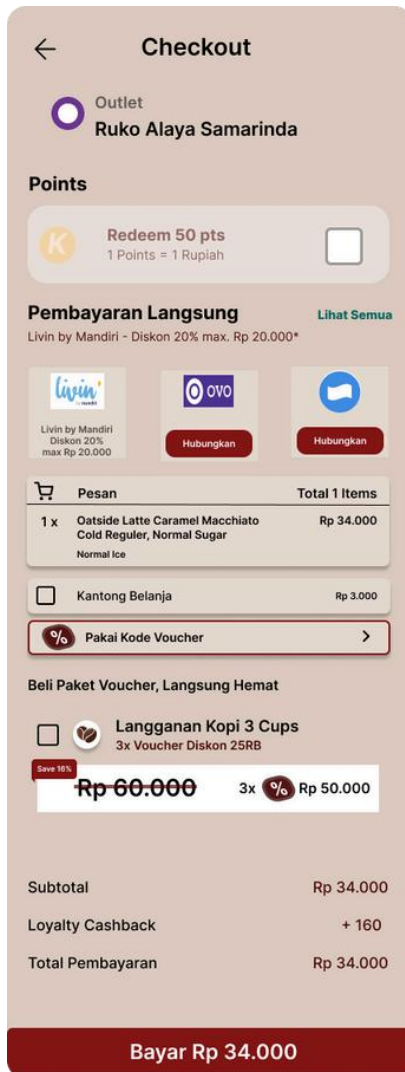 Checkout
Outlet
Ruko Alaya Samarinda
Points
K
Redeem 50 pts
1 Points = 1 Rupiah
Pembayaran Langsung
Lihat Semua
Livin by Mandiri - Diskon 20% max. Rp 20.000*
livin'
by mandiri
OVO
Livin by Mandiri
Diskon 20%
max Rp 20.000
Hubungkan
Hubungkan
Pesan Total 1 Items
1 x Oatside Latte Caramel Macchiato Rp 34.000
Cold Reguler, Normal Sugar
Normal Ice
Kantong Belanja Rp 3.000
% Pakai Kode Voucher
Beli Paket Voucher, Langsung Hemat
Langganan Kopi 3 Cups
3x Voucher Diskon 25RB
Save 16%
Rp 60.000 3x % Rp 50.000
Subtotal Rp 34.000
Loyalty Cashback + 160
Total Pembayaran Rp 34.000
Bayar Rp 34.000